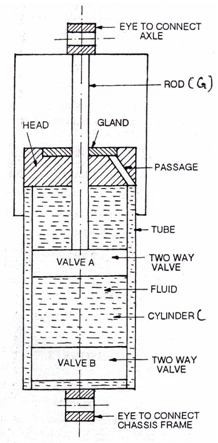 EYE TO CONNECT
AXLE
ROD (G)
HEAD
GLAND
PASSAGE
TUBE
VALVE A
TWO WAY
VALVE
FLUID
CYLINDER C
VALVE B
TWO WAY
VALVE
EYE TO CONNECT
CHASSIS FRAME